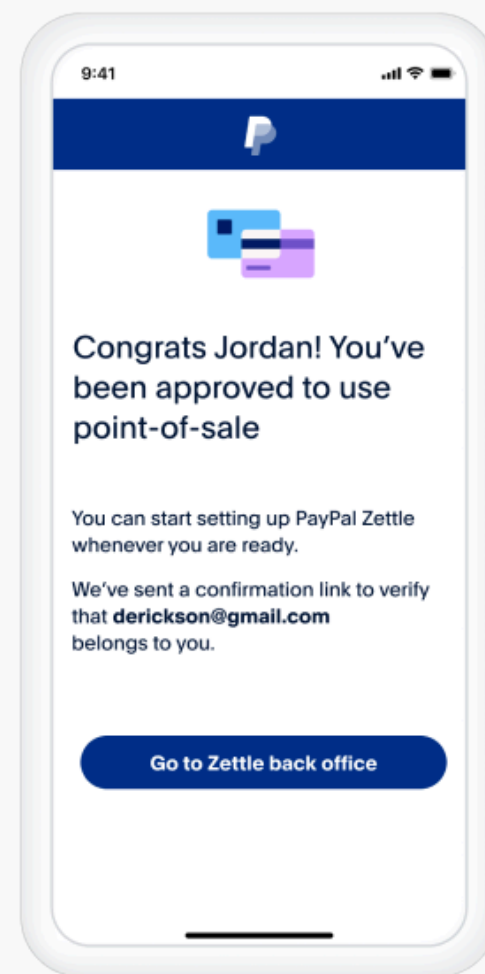 9:41
Congrats Jordan! You’ve
been approved to use
point-of-sale
You can start setting up PayPal Zettle
whenever you are ready.
We’ve sent a confirmation link to verify
that derickson@gmail.com
belongs to you.
Go to Zettle back office